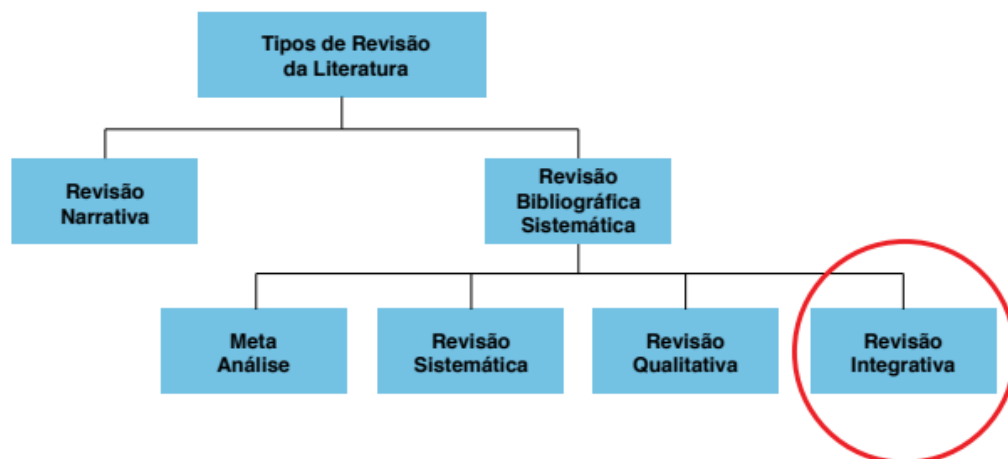 Tipos de Revisão
da Literatura
Revisão
Narrativa
Revisão
Bibliográfica
Sistemática
Meta
Análise
Revisão
Sistemática
Revisão
Qualitativa
Revisão
Integrativa